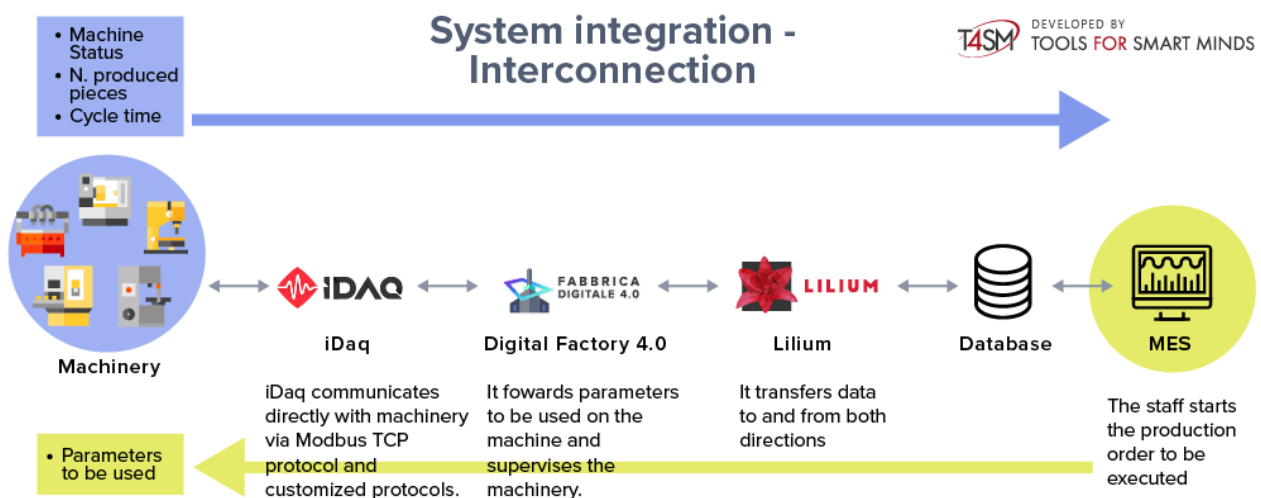 • Machine
Status
• N. produced
pieces
• Cycle time
System integration -
Interconnection
T4SM
DEVELOPED BY
TOOLS FOR SMART MINDS
iDAQ
FABBRICA
DIGITALE 4.0
LILIUM
Machinery
iDaq
Digital Factory 4.0
Lilium
Database
MES
iDaq communicates
directly with machinery
via Modbus TCP
protocol and
customized protocols.
It fowards parameters
to be used on the
machine and
supervises the
machinery.
It transfers data
to and from both
directions
The staff starts
the production
order to be
executed
• Parameters
to be used